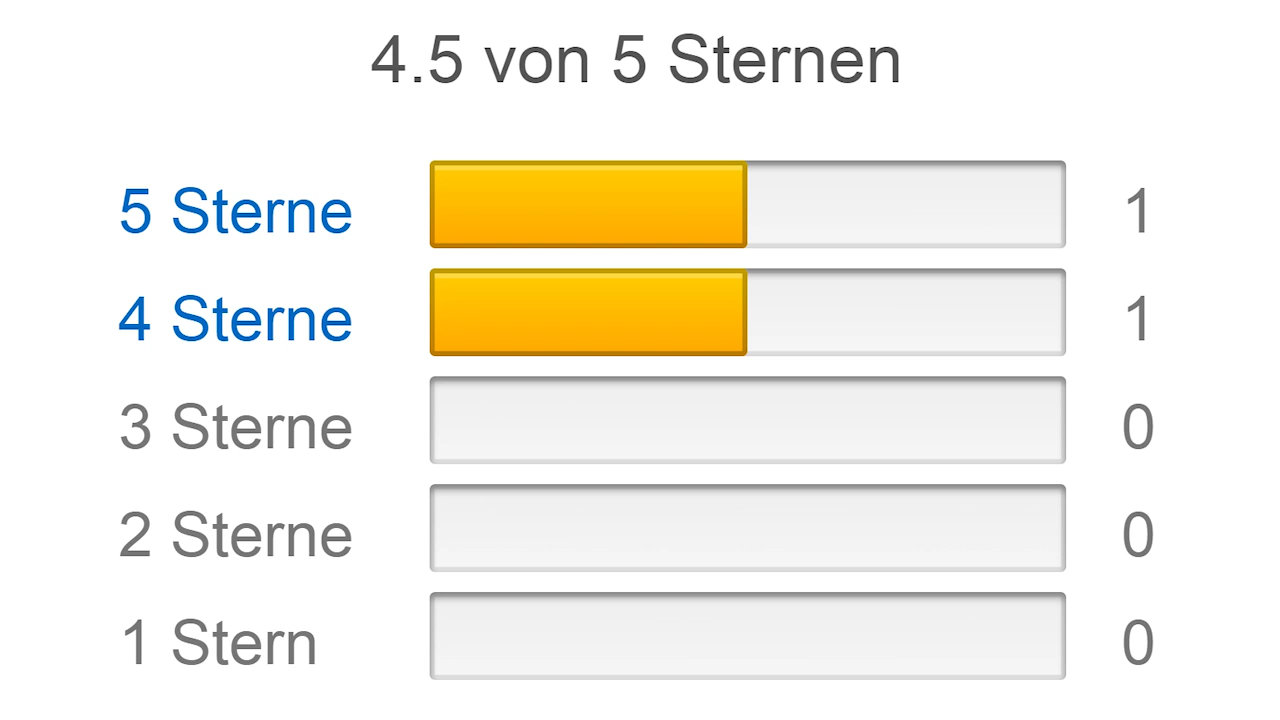 4.5 von 5 Sternen
5 Sterne 1
4 Sterne 1
3 Sterne 0
2 Sterne 0
1 Stern 0